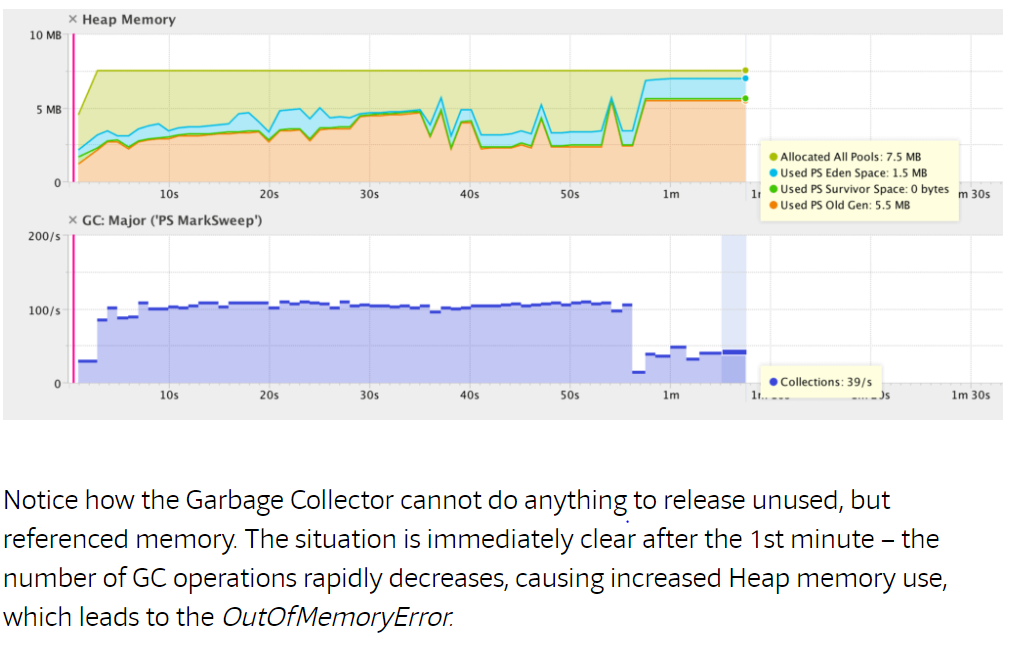 × Heap Memory
10 MB
5 MB
0
10s 20s 30s 40s 50s 1m 1m 30s
Allocated All Pools: 7.5 MB
Used PS Eden Space: 1.5 MB
Used PS Survivor Space: 0 bytes
Used PS Old Gen: 5.5 MB
× GC: Major ('PS MarkSweep')
200/s
100/s
0
Collections: 39/s
10s 20s 30s 40s 50s 1m 1m 30s
Notice how the Garbage Collector cannot do anything to release unused, but
referenced memory. The situation is immediately clear after the 1st minute – the
number of GC operations rapidly decreases, causing increased Heap memory use,
which leads to the OutOfMemoryError.